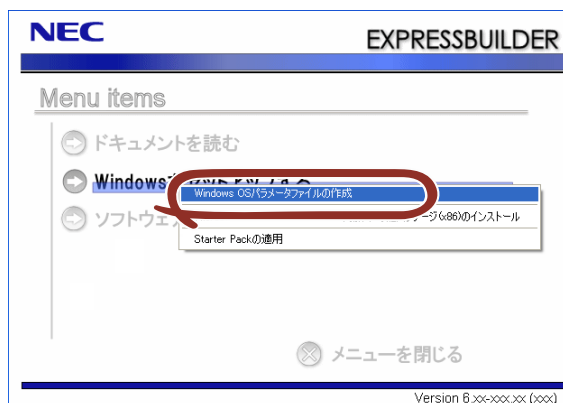 NEC
EXPRESSBUILDER
Menu items
ドキュメントを読む
Windows
Windows OSパラメータファイルの作成
ソフトウェ
ージ(x86)のインストール
Starter Packの適用
メニューを閉じる
Version 6.xx-xxx.xx (xxx)